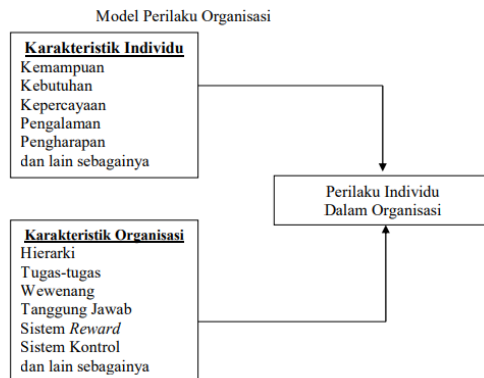 Model Perilaku Organisasi
Karakteristik Individu
Kemampuan
Kebutuhan
Kepercayaan
Pengalaman
Pengharapan
dan lain sebagainya
Perilaku Individu
Dalam Organisasi
Karakteristik Organisasi
Hierarki
Tugas-tugas
Wewenang
Tanggung Jawab
Sistem Reward
Sistem Kontrol
dan lain sebagainya